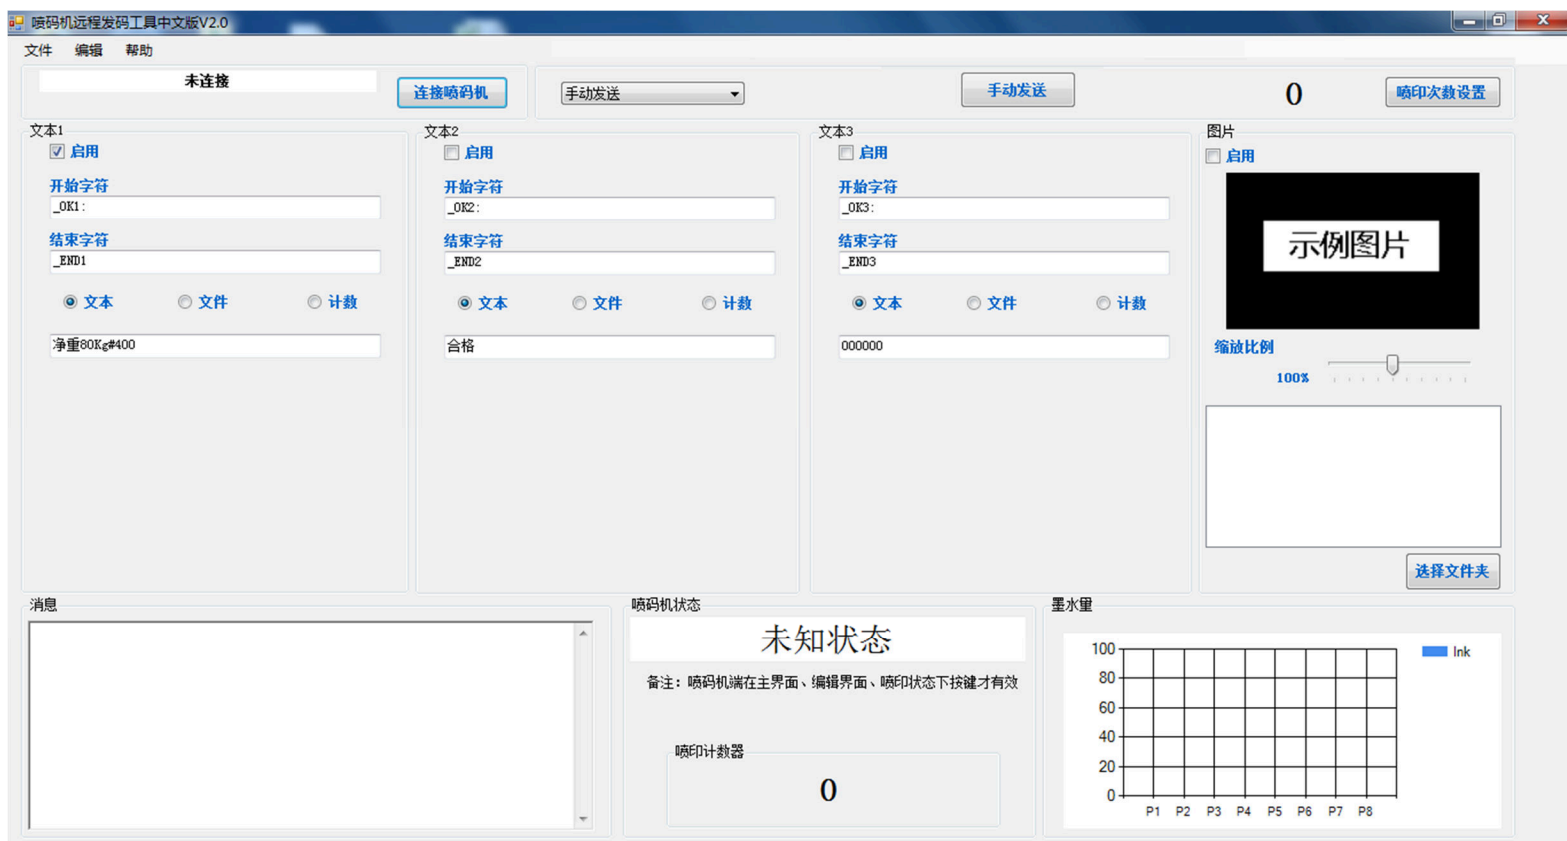 喷码机远程发码工具中文版V2.0
文件 编辑 帮助
未连接
连接喷码机
手动发送
手动发送
0
喷印次数设置
文本1
启用
开始字符
_OK1:
结束字符
_END1
文本 文件 计数
净重80Kg#400
文本2
启用
开始字符
_OK2:
结束字符
_END2
文本 文件 计数
合格
文本3
启用
开始字符
_OK3:
结束字符
_END3
文本 文件 计数
000000
图片
启用
示例图片
缩放比例
100%
选择文件夹
消息
喷码机状态
未知状态
备注：喷码机端在主界面、编辑界面、喷印状态下按键才有效
喷印计数器
0
墨水量
100
80
60
40
20
0
P1 P2 P3 P4 P5 P6 P7 P8
Ink